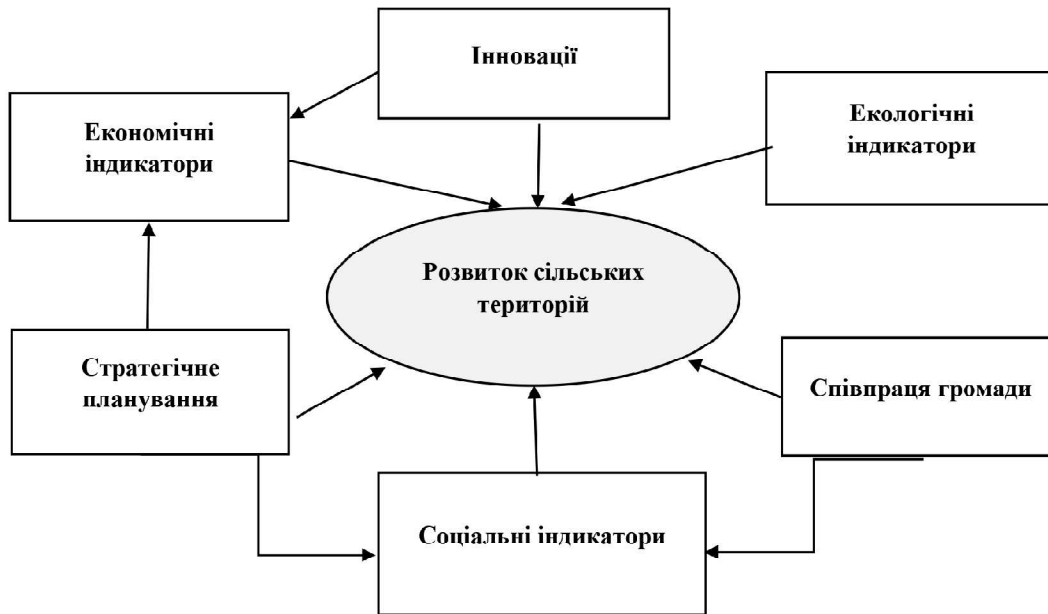 Інновації
Економічні
індикатори
Екологічні
індикатори
Розвиток сільських
територій
Стратегічне
планування
Співпраця громади
Соціальні індикатори